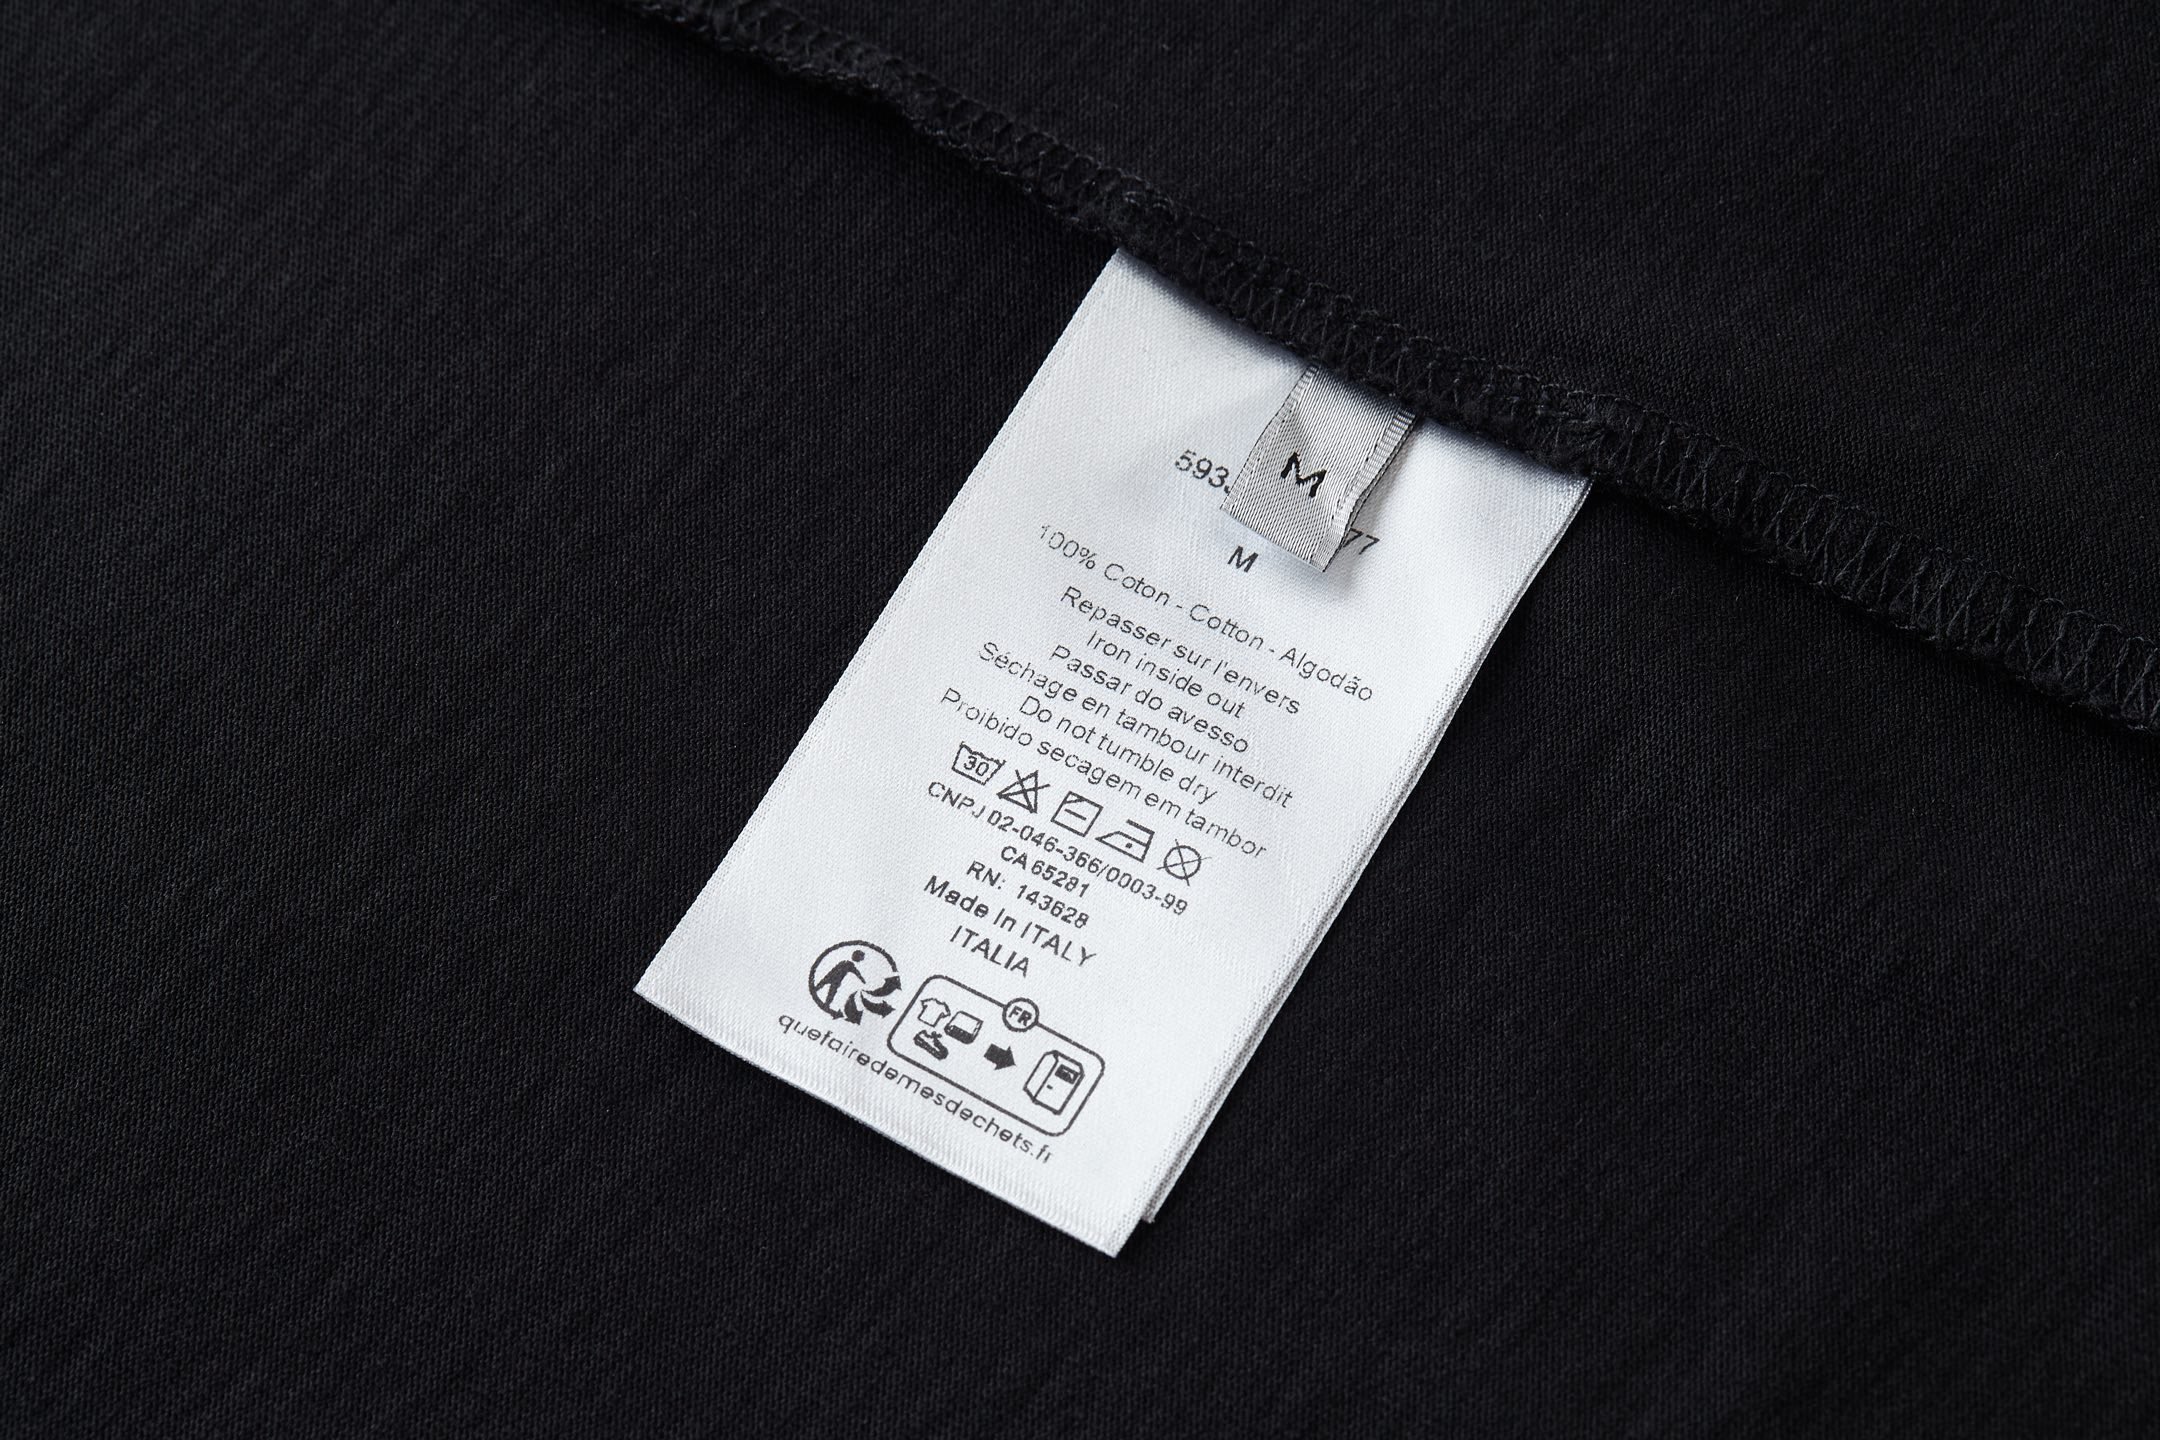 M
593
77
M
100% Coton - Cotton - Algodão
Repasser sur l'envers
Iron inside out
Passar do avesso
Séchage en tambour interdit
Do not tumble dry
Proibido secagem em tambor
30
CNPJ 02-046-366/0003-99
CA 65281
RN: 143628
Made In ITALY
ITALIA
FR
quefairedemesdechets.fr